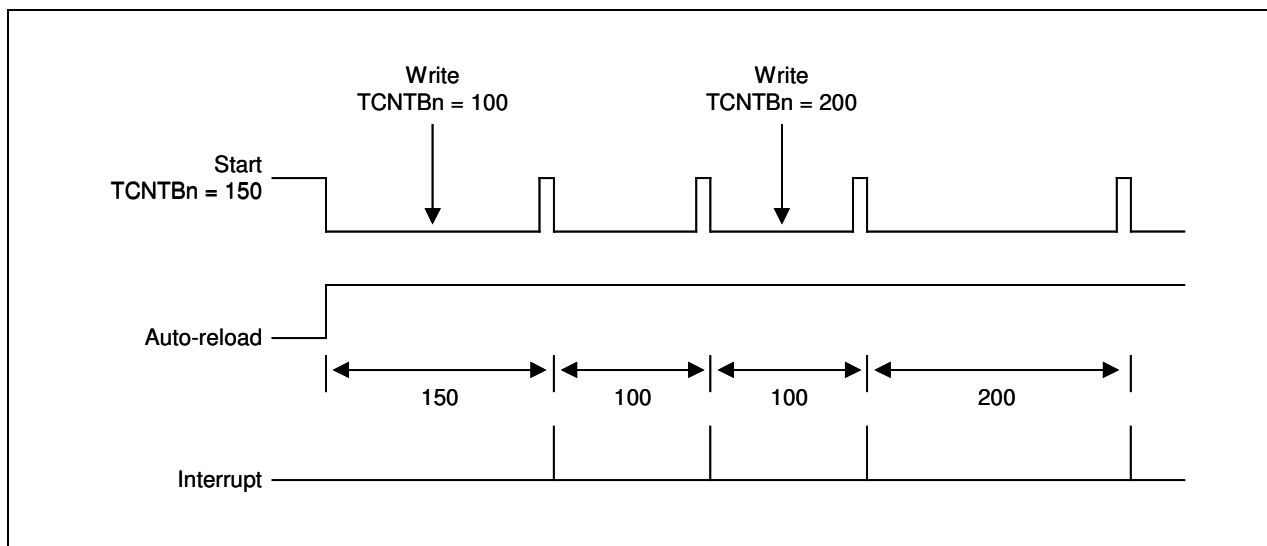 Write
TCNTBn = 100
Write
TCNTBn = 200
Start
TCNTBn = 150
Auto-reload
150
100
100
200
Interrupt